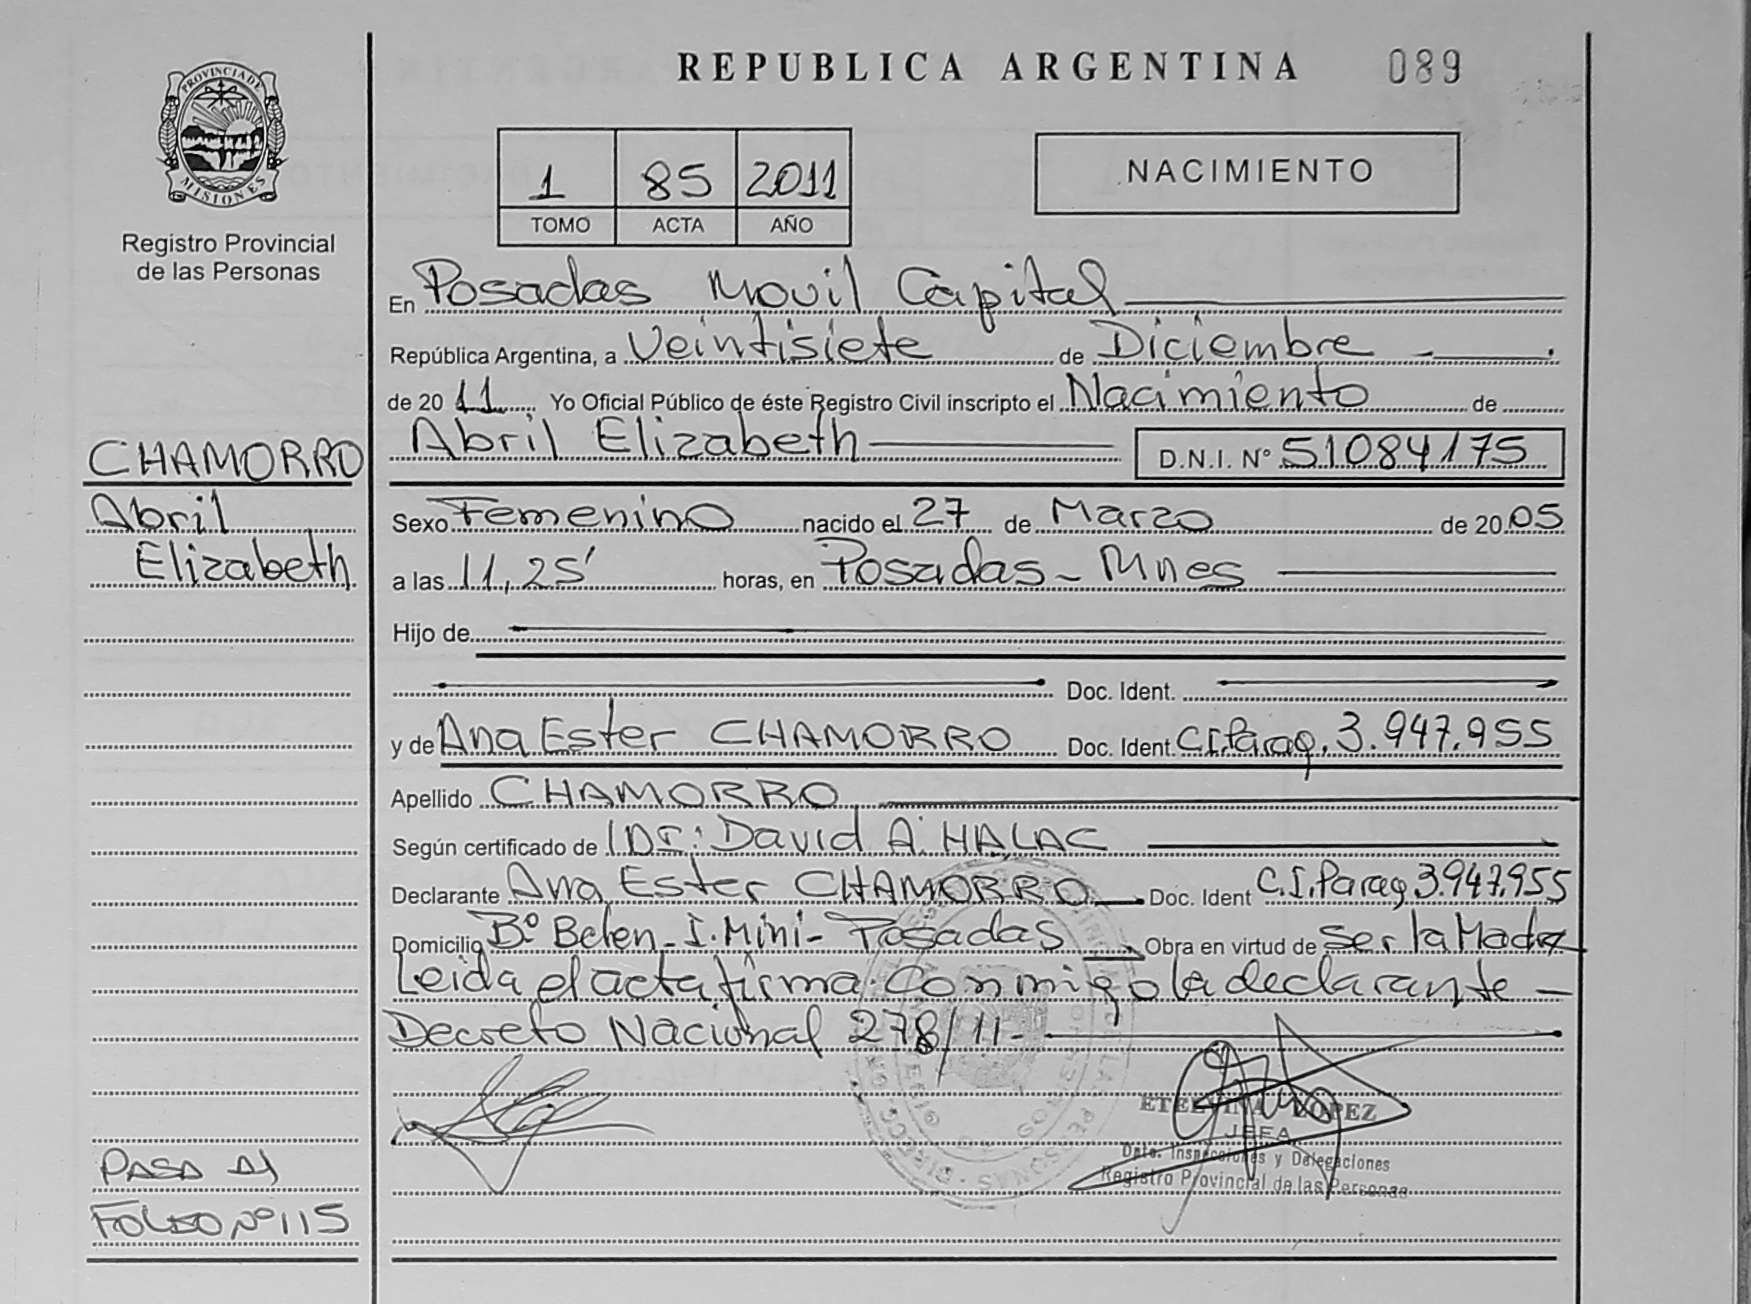 REPUBLICA ARGENTINA 089
PROVINCIA DE
MISIONES
Registro Provincial
de las Personas
1 85 2011
TOMO ACTA AÑO
NACIMIENTO
En Posadas Movil Capital
República Argentina, a Veintisiete de Diciembre
de 20 11 Yo Oficial Público de éste Registro Civil inscripto el Nacimiento de
Abril Elizabeth D.N.I. Nº 51084175
CHAMORRO
Abril
Elizabeth
Sexo Femenino nacido el 27 de Marzo de 20 05
a las 11,25' horas, en Posadas - Mnes
Hijo de
Doc. Ident.
y de Ana Ester CHAMORRO Doc. Ident C.I.Parag. 3.947.955
Apellido CHAMORRO
Según certificado de Dr: David A. HALAC
Declarante Ana Ester CHAMORRO Doc. Ident C.I.Parag 3.947.955
Domicilio Bº Belen - I. Mini - Posadas Obra en virtud de ser la Madre
Leida el acta firma conmigo la declarante -
Decreto Nacional 278/11 -
ETELVINA LOPEZ
JEFA
Dpto. Inspecciones y Delegaciones
Registro Provincial de las Personas
PASA Al
FOLIO Nº 115